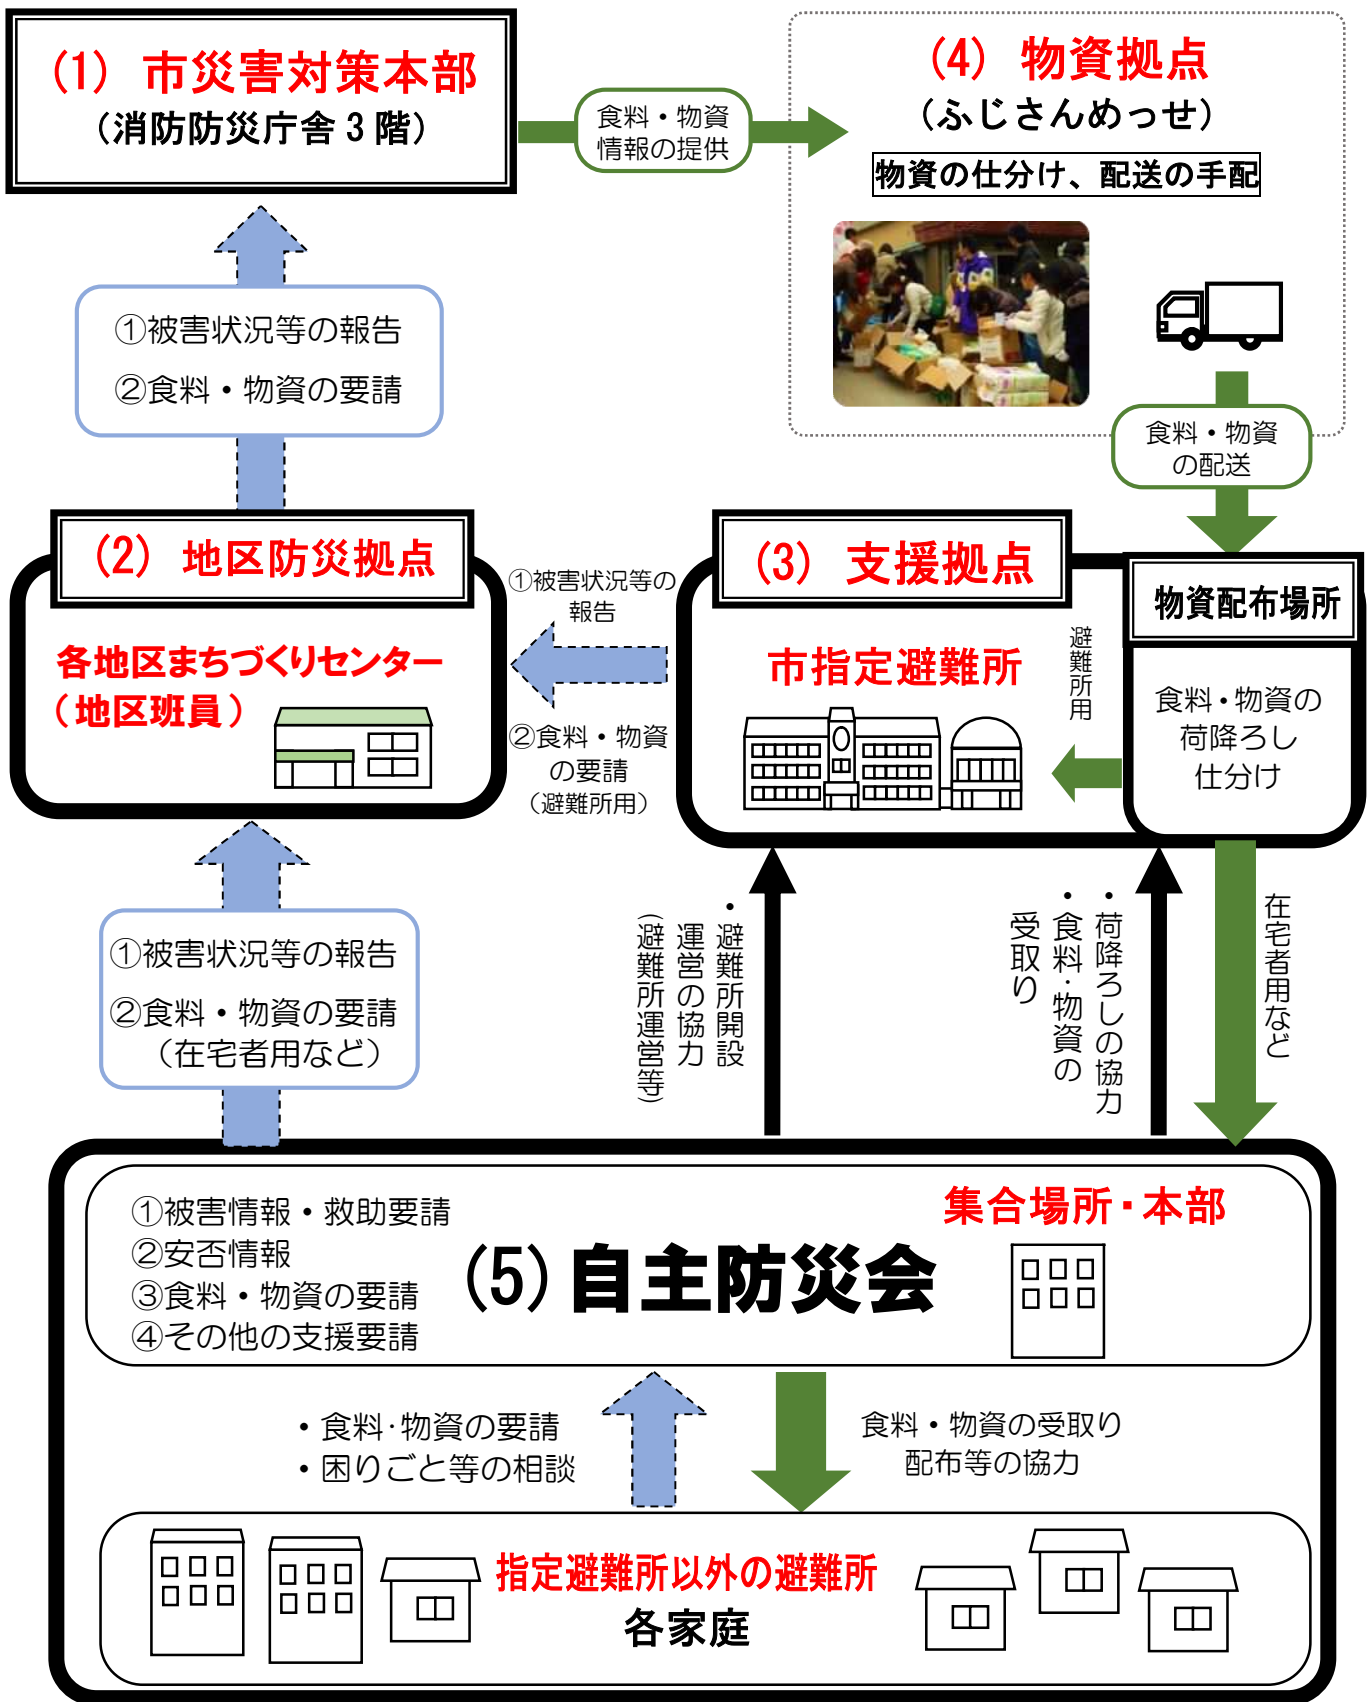 (1) 市災害対策本部
（消防防災庁舎３階）
食料・物資
情報の提供
(4) 物資拠点
（ふじさんめっせ）
物資の仕分け、配送の手配
①被害状況等の報告
②食料・物資の要請
食料・物資
の配送
(2) 地区防災拠点
各地区まちづくりセンター
（地区班員）
①被害状況等の
報告
②食料・物資
の要請
（避難所用）
(3) 支援拠点
市指定避難所
避難所用
物資配布場所
食料・物資の
荷降ろし
仕分け
①被害状況等の報告
②食料・物資の要請
（在宅者用など）
・避難所開設
運営の協力
（避難所運営等）
・荷降ろしの協力
・食料・物資の
受取り
在宅者用など
①被害情報・救助要請
②安否情報
③食料・物資の要請
④その他の支援要請
(5)自主防災会
集合場所・本部
・食料・物資の要請
・困りごと等の相談
食料・物資の受取り
配布等の協力
指定避難所以外の避難所
各家庭